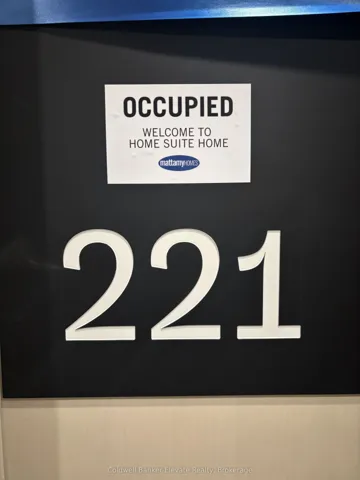 OCCUPIED
WELCOME TO
HOME SUITE HOME
mattamyHOMES
221